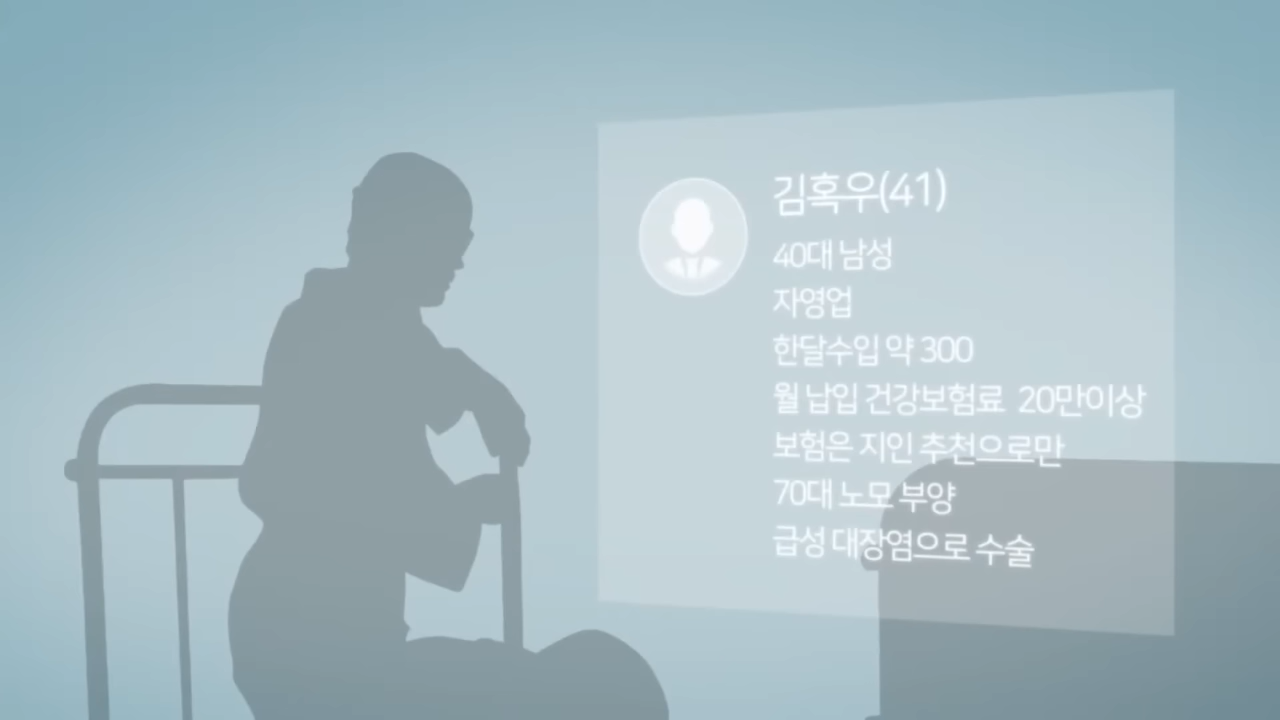 김혹우(41)
40대 남성
자영업
한달수입 약 300
월 납입 건강보험료 20만이상
보험은 지인 추천으로만
70대 노모 부양
급성 대장염으로 수술